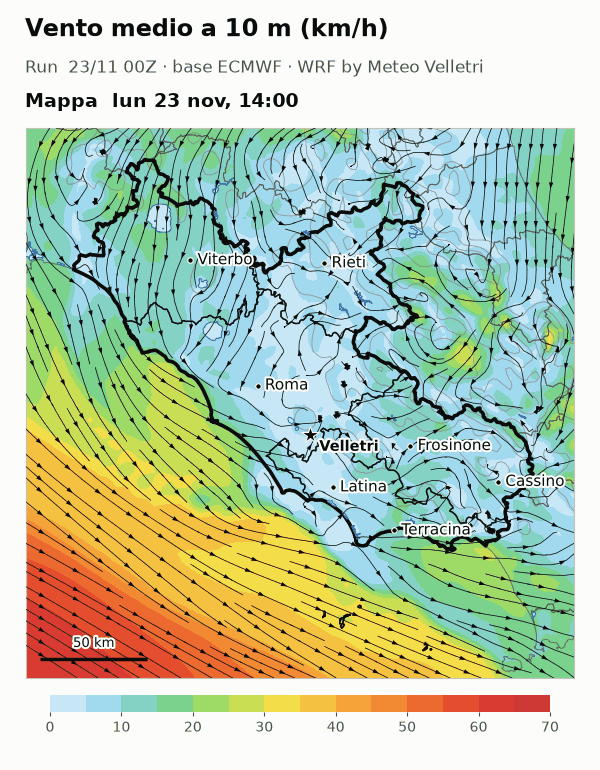 Vento medio a 10 m (km/h)
Run  23/11 00Z · base ECMWF · WRF by Meteo Velletri
Mappa  lun 23 nov, 14:00
Viterbo
Rieti
Roma
Velletri
Frosinone
Cassino
Latina
Terracina
50 km
0 10 20 30 40 50 60 70